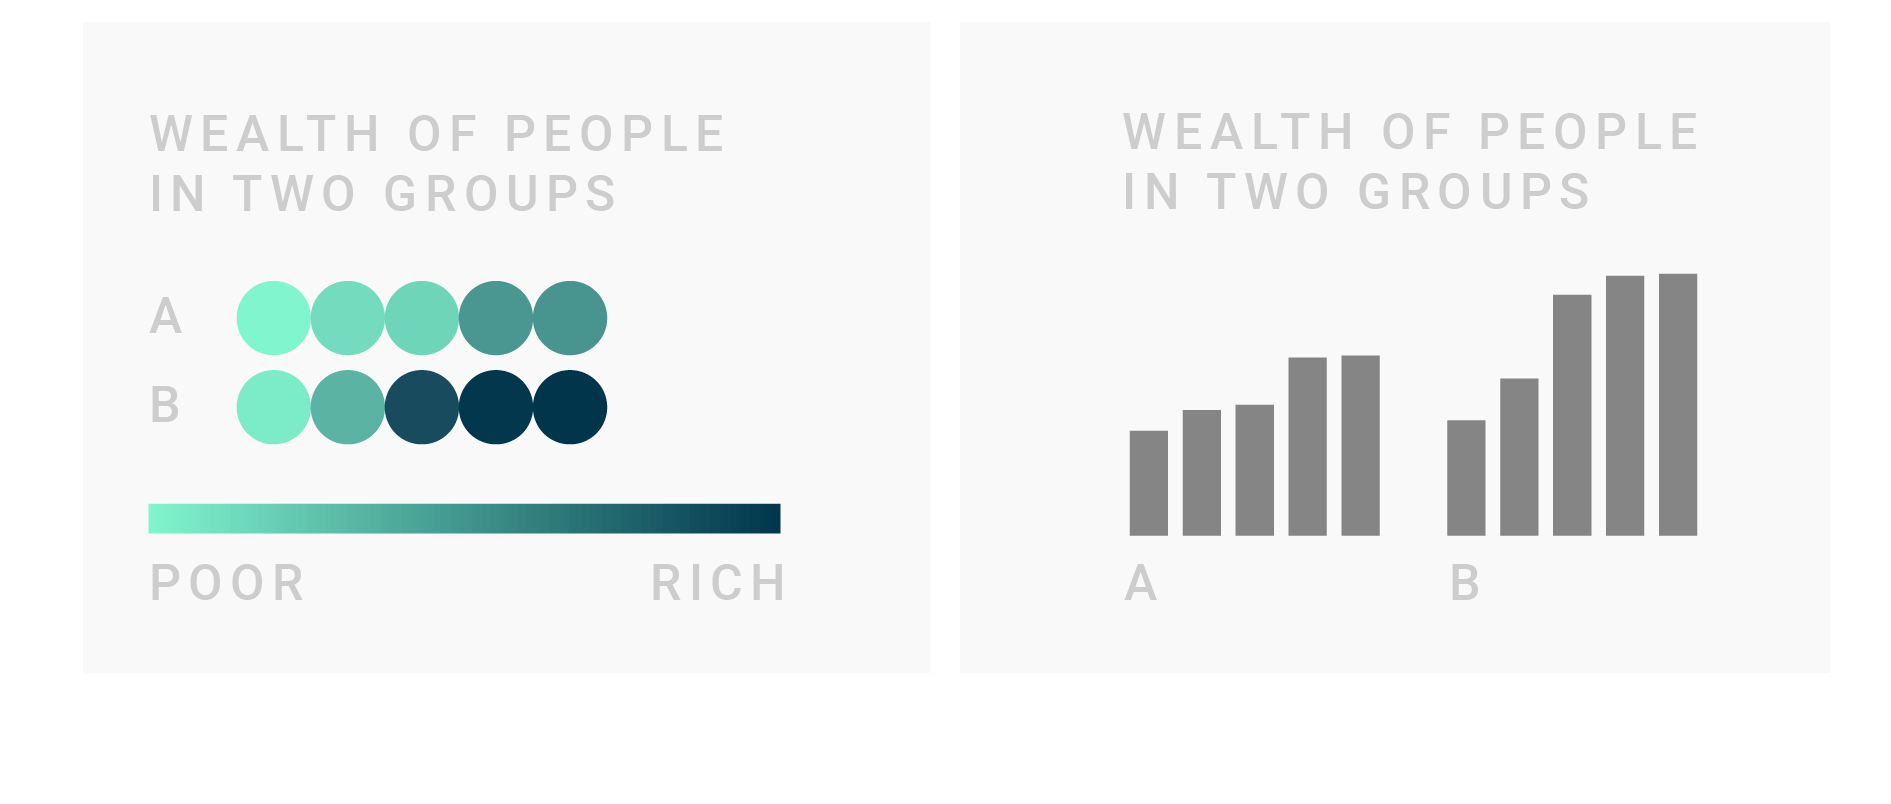 WEALTH OF PEOPLE
IN TWO GROUPS
A
B
POOR
RICH
WEALTH OF PEOPLE
IN TWO GROUPS
A
B